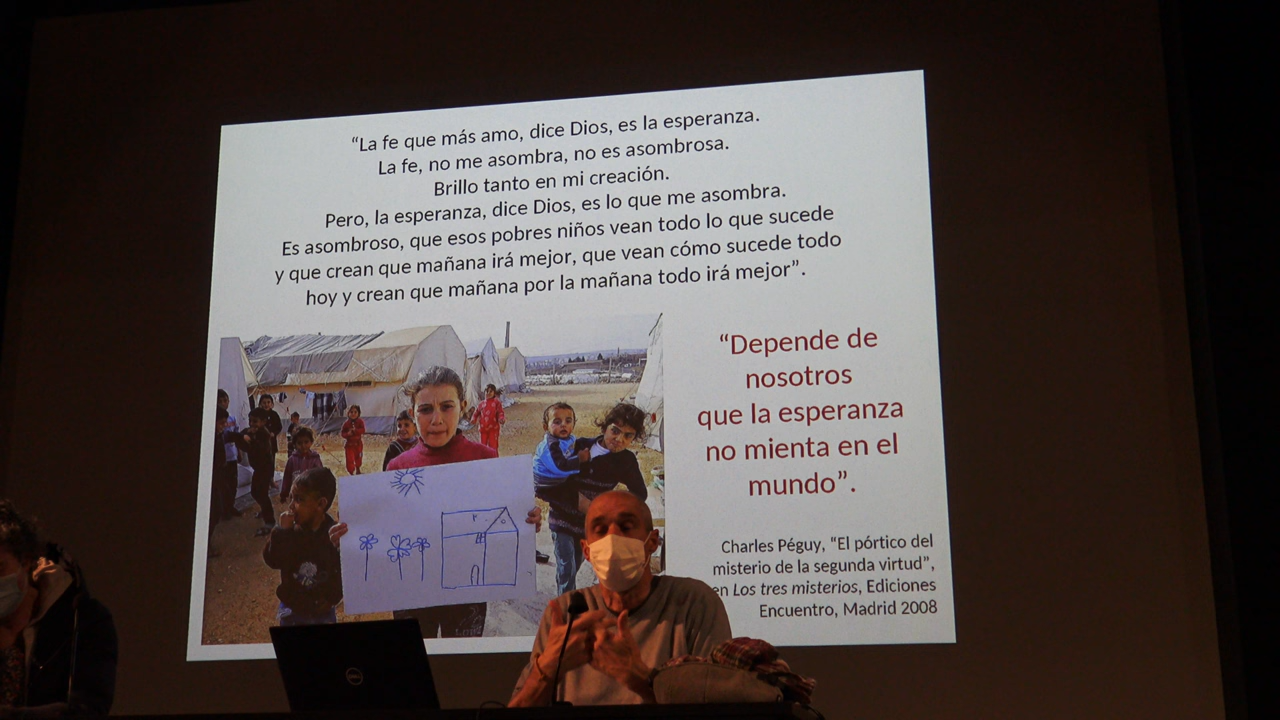 “La fe que más amo, dice Dios, es la esperanza.
La fe, no me asombra, no es asombrosa.
Brillo tanto en mi creación.
Pero, la esperanza, dice Dios, es lo que me asombra.
Es asombroso, que esos pobres niños vean todo lo que sucede
y que crean que mañana irá mejor, que vean cómo sucede todo
hoy y crean que mañana por la mañana todo irá mejor”.
“Depende de
nosotros
que la esperanza
no mienta en el
mundo”.
Charles Péguy, “El pórtico del
misterio de la segunda virtud”,
en Los tres misterios, Ediciones
Encuentro, Madrid 2008
DELL